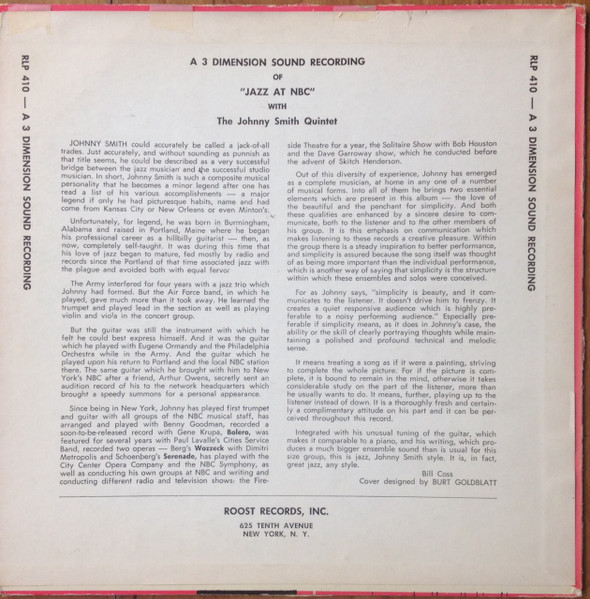 A 3 DIMENSION SOUND RECORDING
OF
"JAZZ AT NBC"
WITH
The Johnny Smith Quintet
RLP 410 — A 3 DIMENSION SOUND RECORDING
JOHNNY SMITH could accurately be called a jack-of-all
trades. Just accurately, and without sounding as punnish as
that title seems, he could be described as a very successful
bridge between the jazz musician and the successful studio
musician. In short, Johnny Smith is such a composite musical
personality that he becomes a minor legend after one has
read a list of his various accomplishments — a major
legend if only he had picturesque habits, name and had
come from Kansas City or New Orleans or even Minton's.
Unfortunately, for legend, he was born in Birmingham,
Alabama and raised in Portland, Maine where he began
his professional career as a hillbilly guitarist — then, as
now, completely self-taught. It was during this time that
his love of jazz began to mature, fed mostly by radio and
records since the Portland of that time associated jazz with
the plague and avoided both with equal fervor
The Army interfered for four years with a jazz trio which
Johnny had formed. But the Air Force band, in which he
played, gave much more than it took away. He learned the
trumpet and played lead in the section as well as playing
violin and viola in the concert group.
But the guitar was still the instrument with which he
felt he could best express himself. And it was the guitar
which he played with Eugene Ormandy and the Philadelphia
Orchestra while in the Army. And the guitar which he
played upon his return to Portland and the local NBC station
there. The same guitar which he brought with him to New
York's NBC after a friend, Arthur Owens, secretly sent an
audition record of his to the network headquarters which
brought a speedy summons for a personal appearance.
Since being in New York, Johnny has played first trumpet
and guitar with all groups of the NBC musical staff, has
arranged and played with Benny Goodman, recorded a
soon-to-be-released record with Gene Krupa, Bolero, was
featured for several years with Paul Lavalle's Cities Service
Band, recorded two operas — Berg's Wozzeck with Dimitri
Metropolis and Schoenberg's Serenade, has played with the
City Center Opera Company and the NBC Symphony, as
well as conducting his own groups at NBC and writing and
conducting different radio and television shows: the Fire-
side Theatre for a year, the Solitaire Show with Bob Houston
and the Dave Garroway show, which he conducted before
the advent of Skitch Henderson.
Out of this diversity of experience, Johnny has emerged
as a complete musician, at home in any one of a number
of musical forms. Into all of them he brings two essential
elements which are present in this album — the love of
the beautiful and the penchant for simplicity. And both
these qualities are enhanced by a sincere desire to com-
municate, both to the listener and to the other members of
his group. It is this emphasis on communication which
makes listening to these records a creative pleasure. Within
the group there is a steady inspiration to better performance,
and simplicity is assured because the song itself was thought
of as being more important than the individual performance,
which is another way of saying that simplicity is the structure
within which these ensembles and solos were conceived.
For as Johnny says, "simplicity is beauty, and it com-
municates to the listener. It doesn't drive him to frenzy. It
creates a quiet responsive audience which is highly pre-
ferable to a noisy performing audience." Especially pre-
ferable if simplicity means, as it does in Johnny's case, the
ability or the skill of clearly portraying thoughts while main-
taining a polished and profound technical and melodic
sense.
It means treating a song as if it were a painting, striving
to complete the whole picture. For if the picture is com-
plete, it is bound to remain in the mind, otherwise it takes
considerable study on the part of the listener, more than
he usually wants to do. It means, further, playing up to the
listener instead of down. It is a thoroughly fresh and certain-
ly a complimentary attitude on his part and it can be per-
ceived throughout this record.
Integrated with his unusual tuning of the guitar, which
makes it comparable to a piano, and his writing, which pro-
duces a much bigger ensemble sound than is usual for this
size group, this is jazz, Johnny Smith style. It is, in fact,
great jazz, any style.
Bill Coss
Cover designed by BURT GOLDBLATT
RLP 410 — A 3 DIMENSION SOUND RECORDING
ROOST RECORDS, INC.
625 TENTH AVENUE
NEW YORK, N. Y.